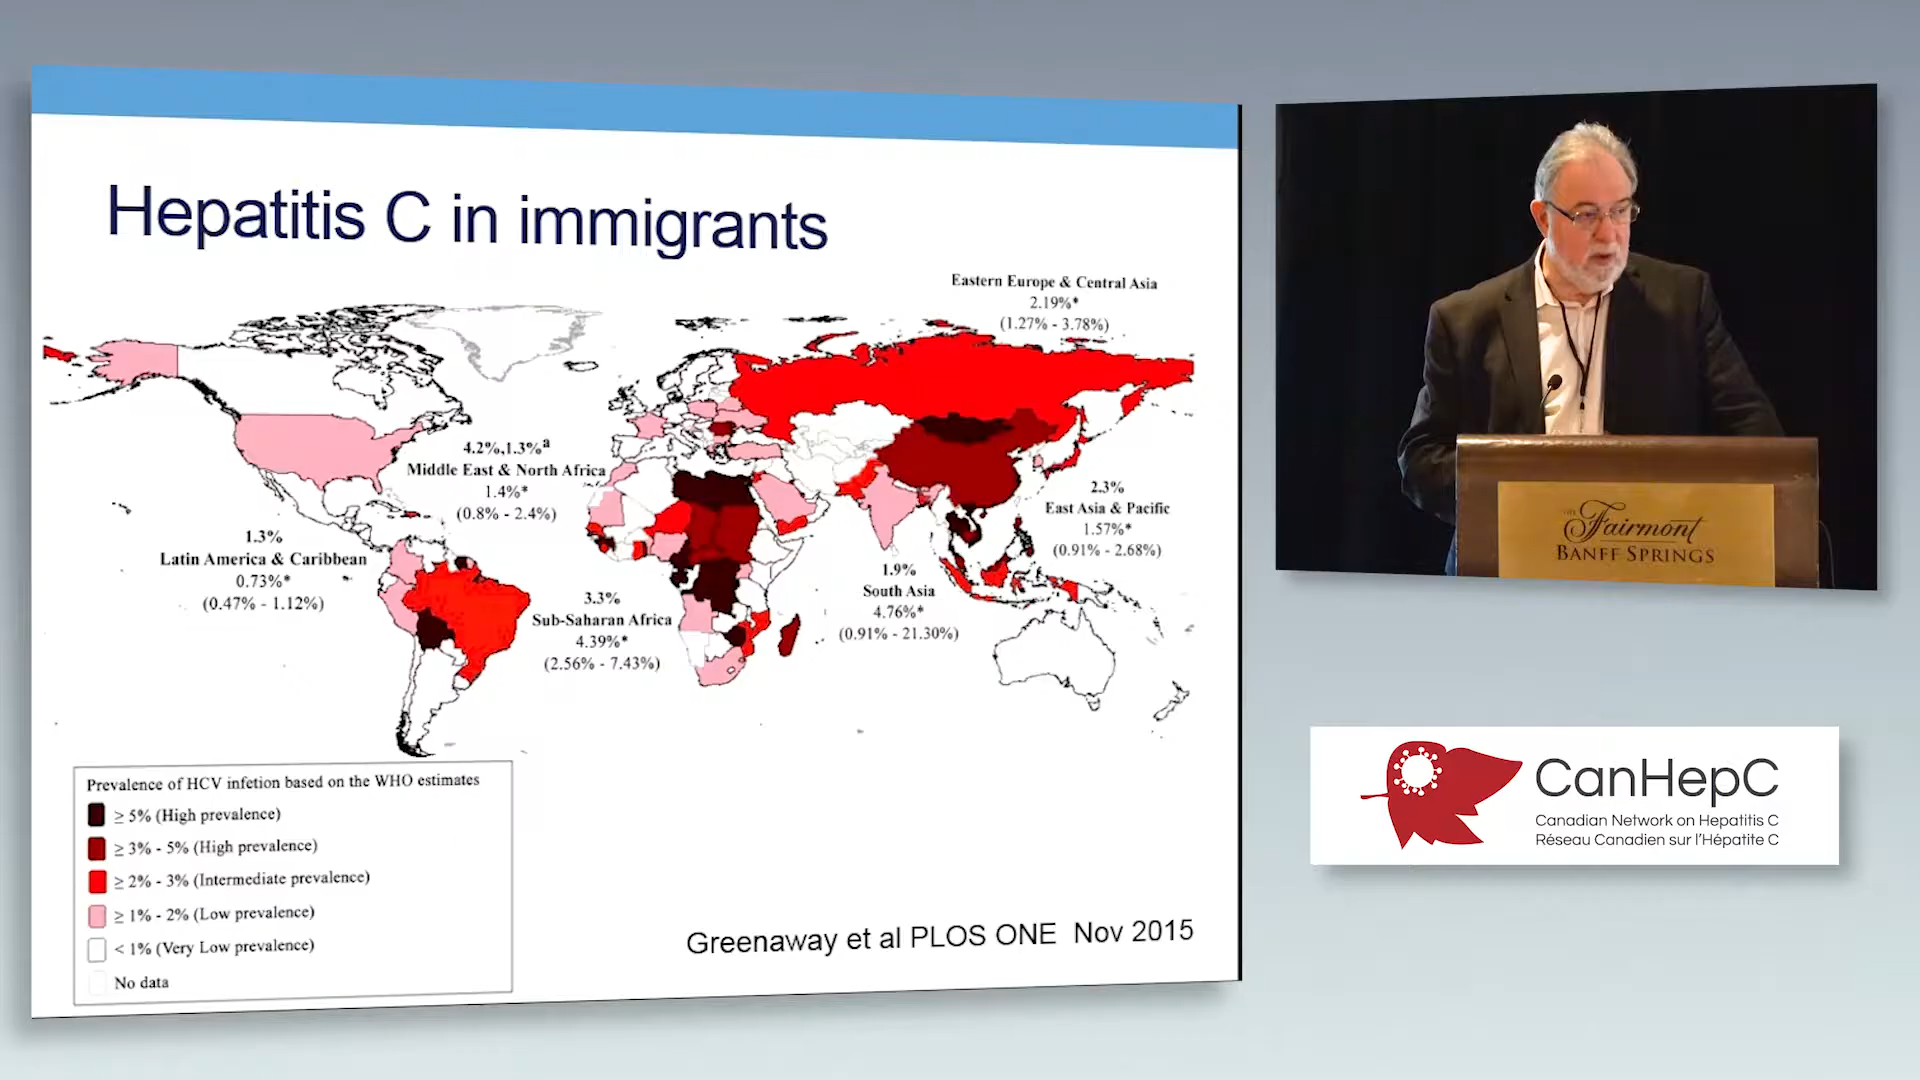 Hepatitis C in immigrants
Eastern Europe & Central Asia
2.19%*
(1.27% - 3.78%)
4.2%,1.3%a
Middle East & North Africa
1.4%*
(0.8% - 2.4%)
2.3%
East Asia & Pacific
1.57%*
(0.91% - 2.68%)
1.3%
Latin America & Caribbean
0.73%*
(0.47% - 1.12%)
3.3%
Sub-Saharan Africa
4.39%*
(2.56% - 7.43%)
1.9%
South Asia
4.76%*
(0.91% - 21.30%)
Prevalence of HCV infetion based on the WHO estimates
≥ 5% (High prevalence)
≥ 3% - 5% (High prevalence)
≥ 2% - 3% (Intermediate prevalence)
≥ 1% - 2% (Low prevalence)
< 1% (Very Low prevalence)
No data
Greenaway et al PLOS ONE Nov 2015
THE Fairmont
BANFF SPRINGS
CanHepC
Canadian Network on Hepatitis C
Réseau Canadien sur l'Hépatite C